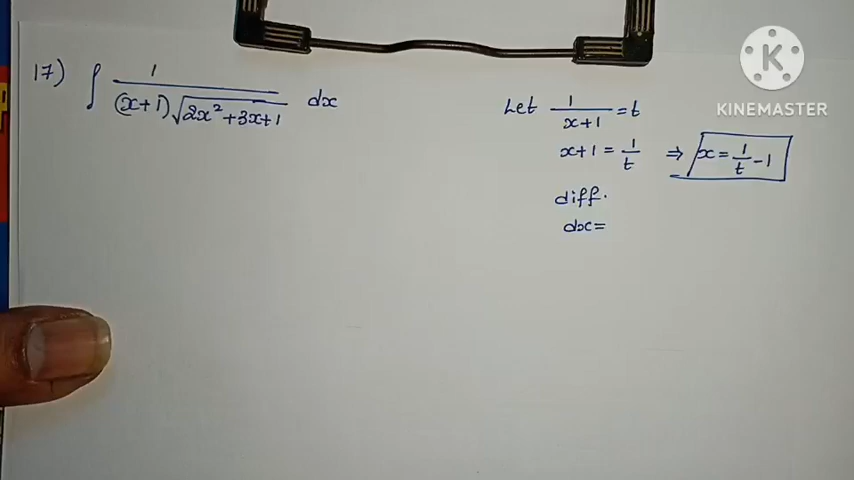 17) ∫ 1/((x+1)√(2x²+3x+1)) dx
Let 1/(x+1) = t
x+1 = 1/t ⇒ x = 1/t - 1
diff.
dx =
K
KINEMASTER